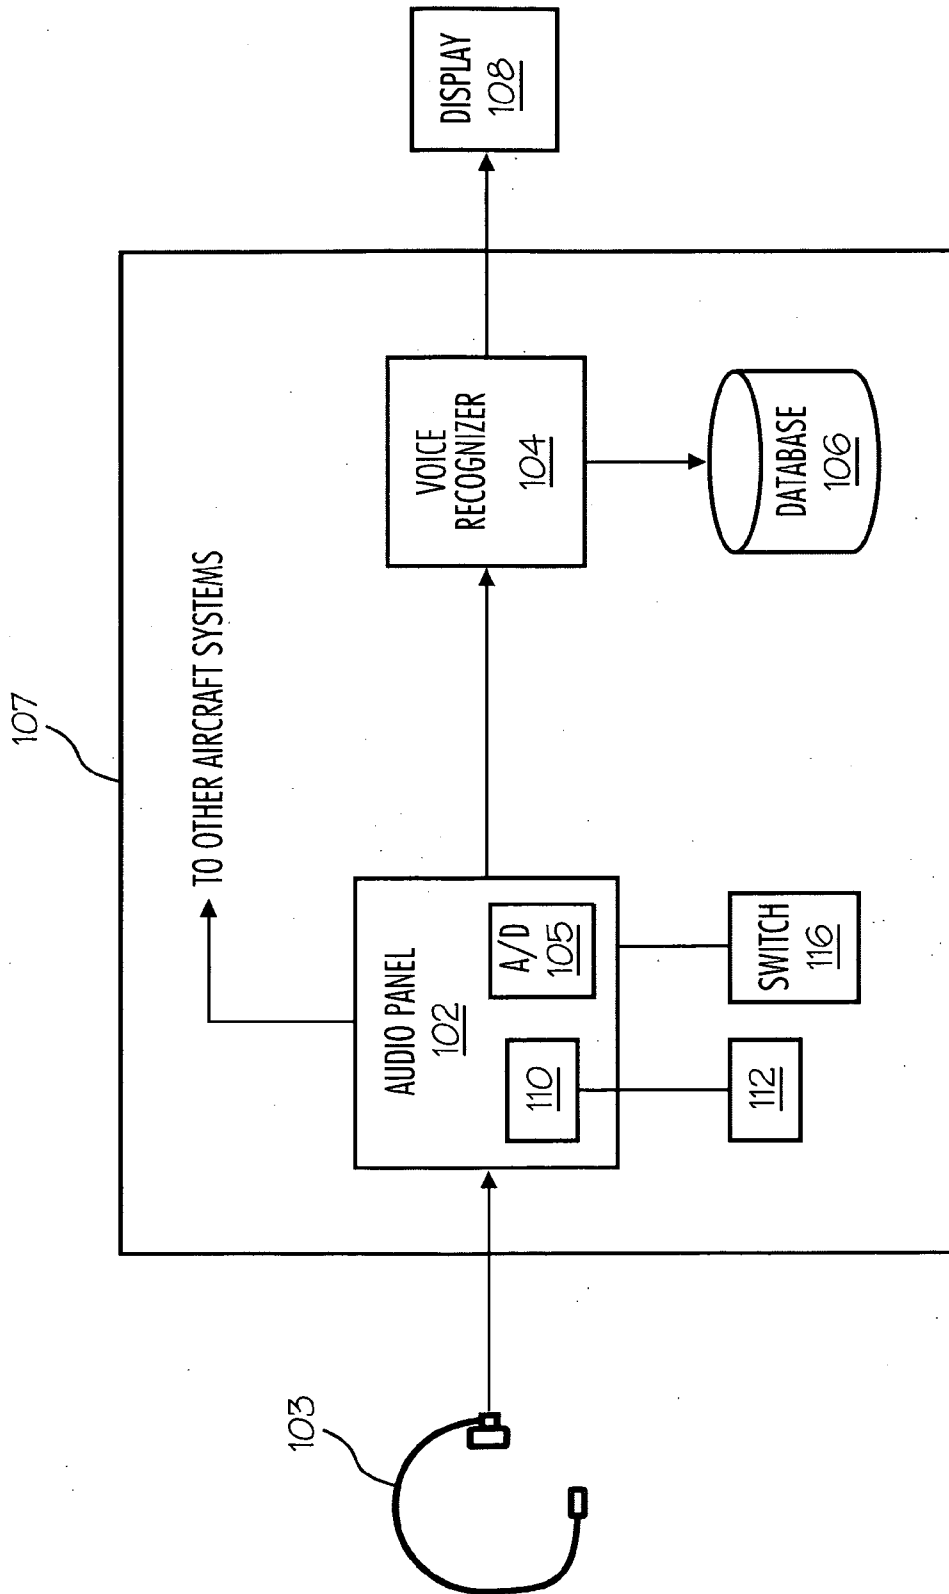 107
TO OTHER AIRCRAFT SYSTEMS
103
AUDIO PANEL
102
110
A/D
105
112
SWITCH
116
VOICE
RECOGNIZER
104
DATABASE
106
DISPLAY
108